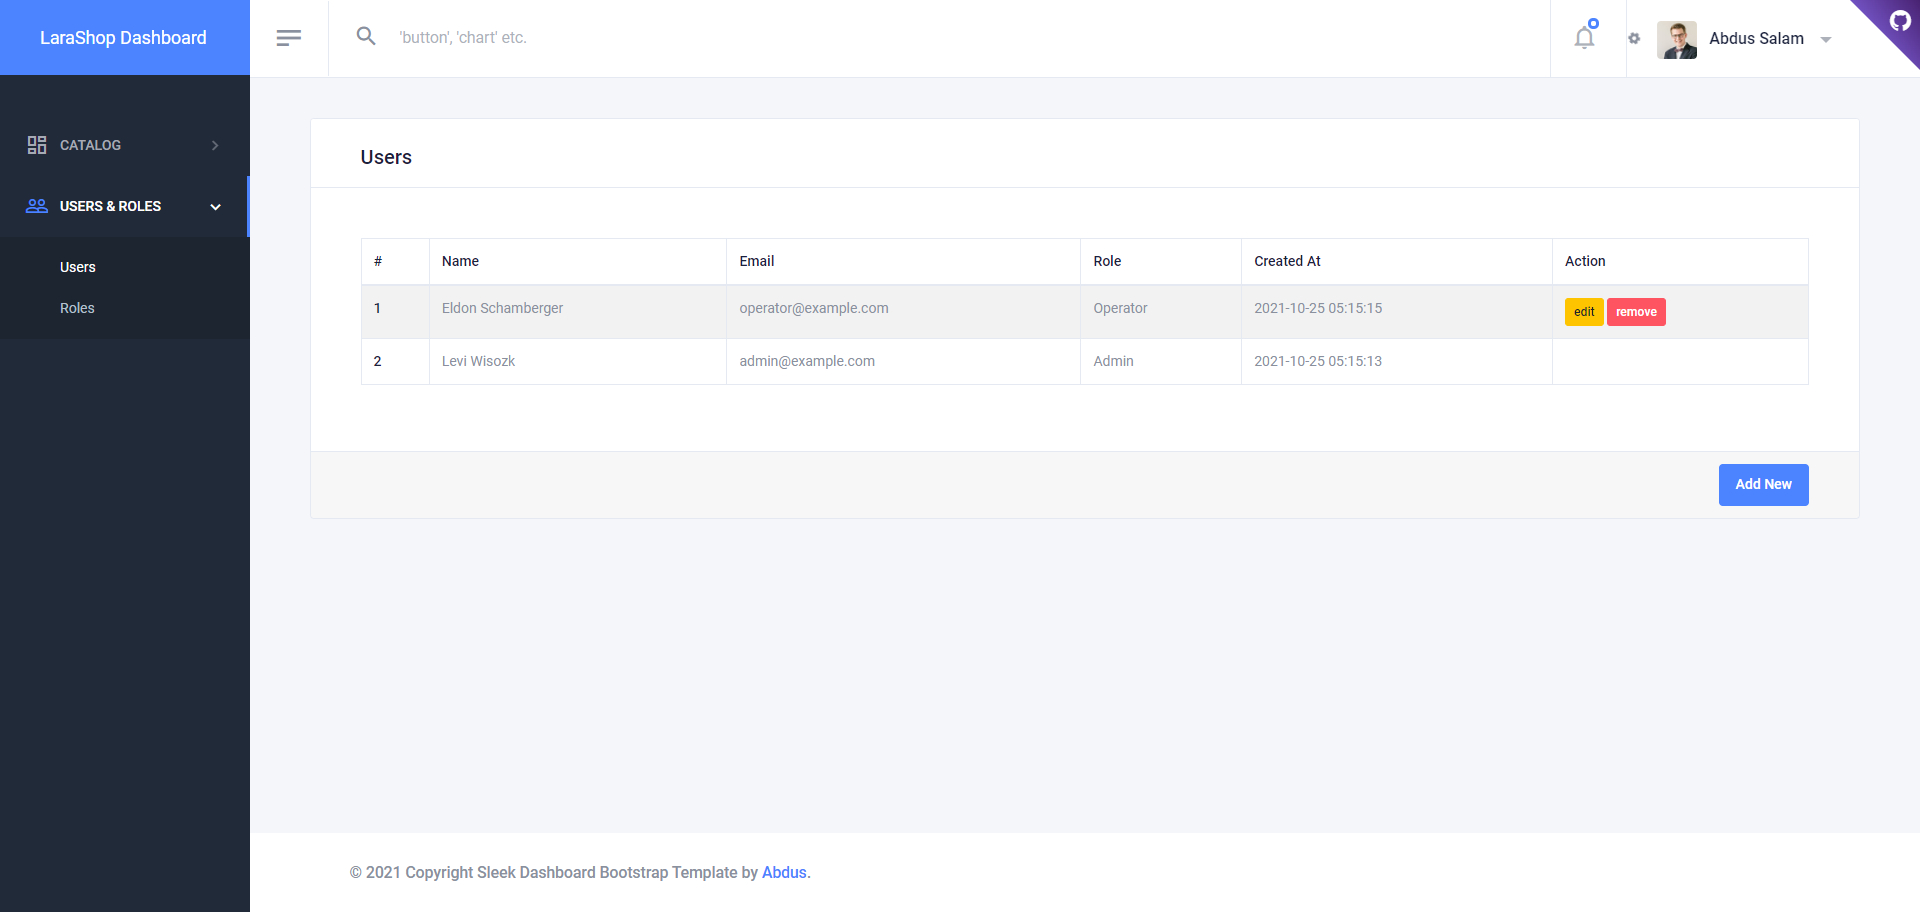 LaraShop Dashboard
'button', 'chart' etc.
Abdus Salam
CATALOG
USERS & ROLES
Users
Roles
Users
# Name Email Role Created At Action
1 Eldon Schamberger operator@example.com Operator 2021-10-25 05:15:15 edit remove
2 Levi Wisozk admin@example.com Admin 2021-10-25 05:15:13
Add New
© 2021 Copyright Sleek Dashboard Bootstrap Template by Abdus.